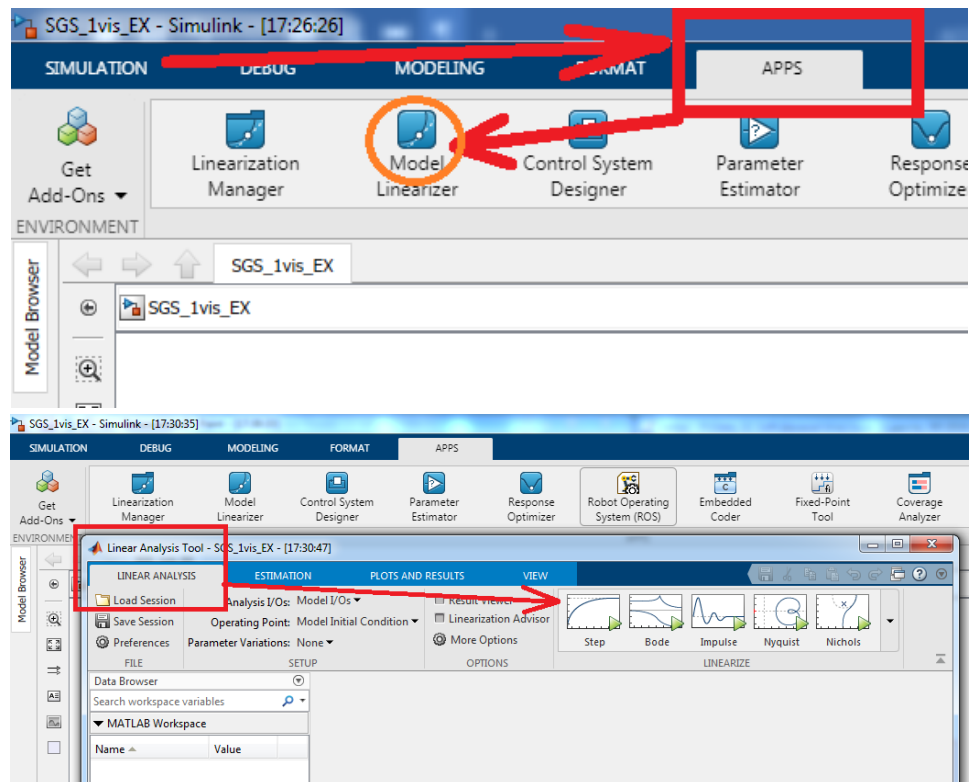 SGS_1vis_EX - Simulink - [17:26:26]
SIMULATION DEBUG MODELING FORMAT APPS
Get Add-Ons
Linearization Manager
Model Linearizer
Control System Designer
Parameter Estimator
Response Optimize
ENVIRONMENT
Model Browser
SGS_1vis_EX
SGS_1vis_EX
SGS_1vis_EX - Simulink - [17:30:35]
SIMULATION DEBUG MODELING FORMAT APPS
Get Add-Ons
Linearization Manager
Model Linearizer
Control System Designer
Parameter Estimator
Response Optimizer
Robot Operating System (ROS)
Embedded Coder
Fixed-Point Tool
Coverage Analyzer
ENVIRONMEN
Model Browser
Linear Analysis Tool - SGS_1vis_EX - [17:30:47]
LINEAR ANALYSIS ESTIMATION PLOTS AND RESULTS VIEW
Load Session
Save Session
Preferences
FILE
Analysis I/Os: Model I/Os
Operating Point: Model Initial Condition
Parameter Variations: None
SETUP
Result Viewer
Linearization Advisor
More Options
OPTIONS
Step Bode Impulse Nyquist Nichols
LINEARIZE
Data Browser
Search workspace variables
MATLAB Workspace
Name Value